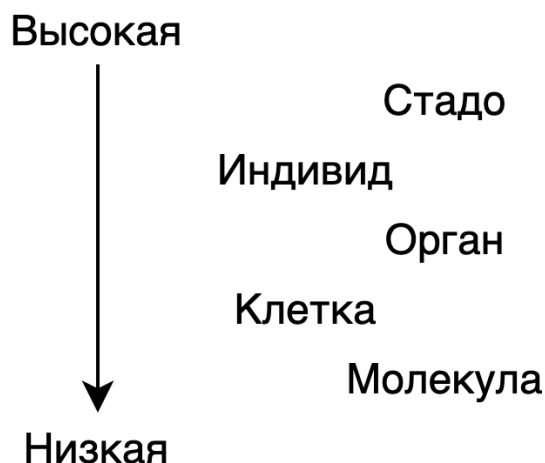 Высокая
Стадо
Индивид
Орган
Клетка
Молекула
Низкая